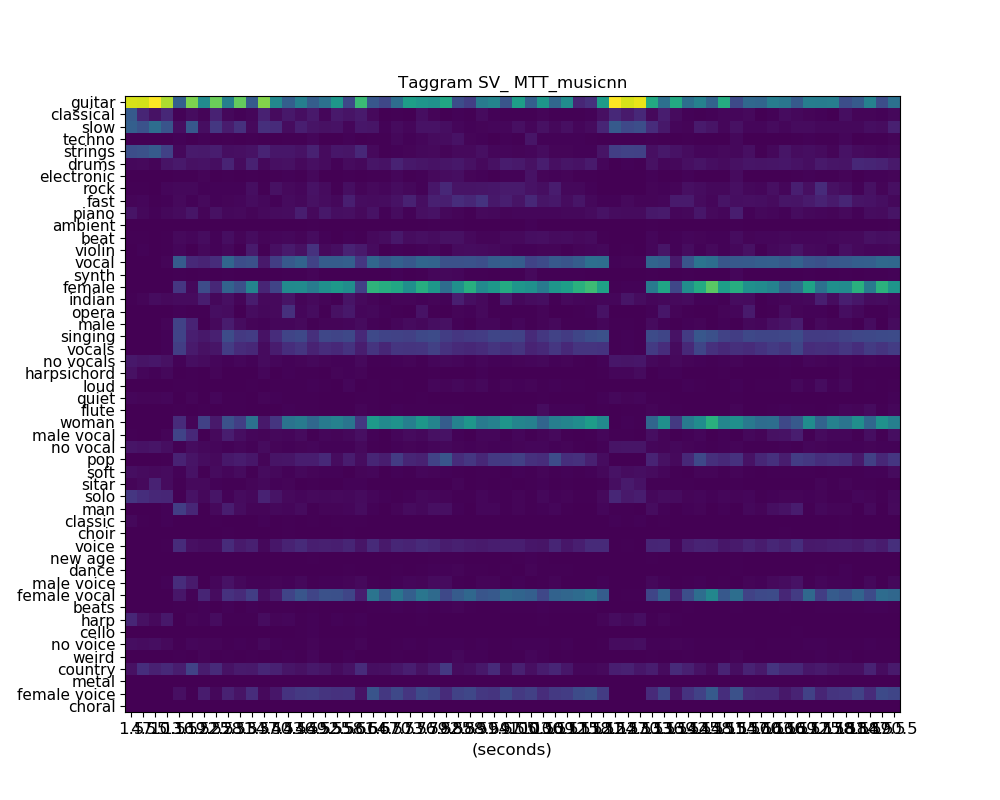 Taggram SV_ MTT_musicnn
guitar
classical
slow
techno
strings
drums
electronic
rock
fast
piano
ambient
beat
violin
vocal
synth
female
indian
opera
male
singing
vocals
no vocals
harpsichord
loud
quiet
flute
woman
male vocal
no vocal
pop
soft
sitar
solo
man
classic
choir
voice
new age
dance
male voice
female vocal
beats
harp
cello
no voice
weird
country
metal
female voice
choral
(seconds)